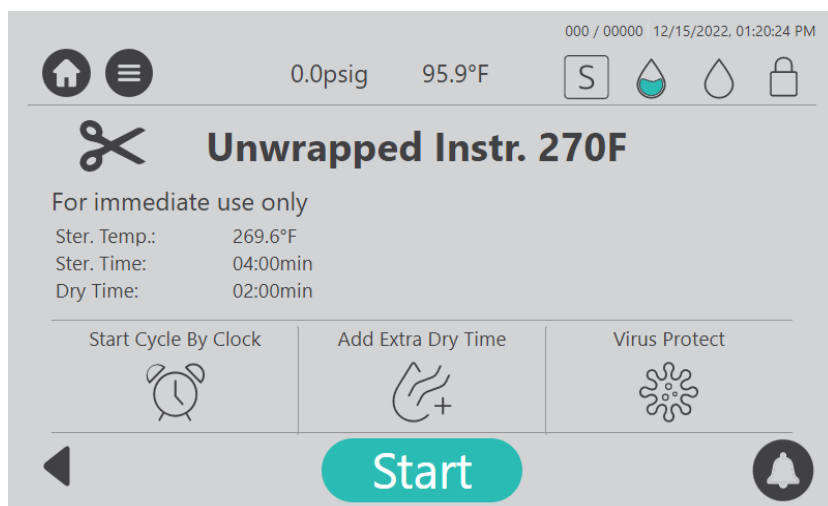 000 / 00000 12/15/2022, 01:20:24 PM
0.0psig 95.9°F S
Unwrapped Instr. 270F
For immediate use only
Ster. Temp.: 269.6°F
Ster. Time: 04:00min
Dry Time: 02:00min
Start Cycle By Clock Add Extra Dry Time Virus Protect
Start